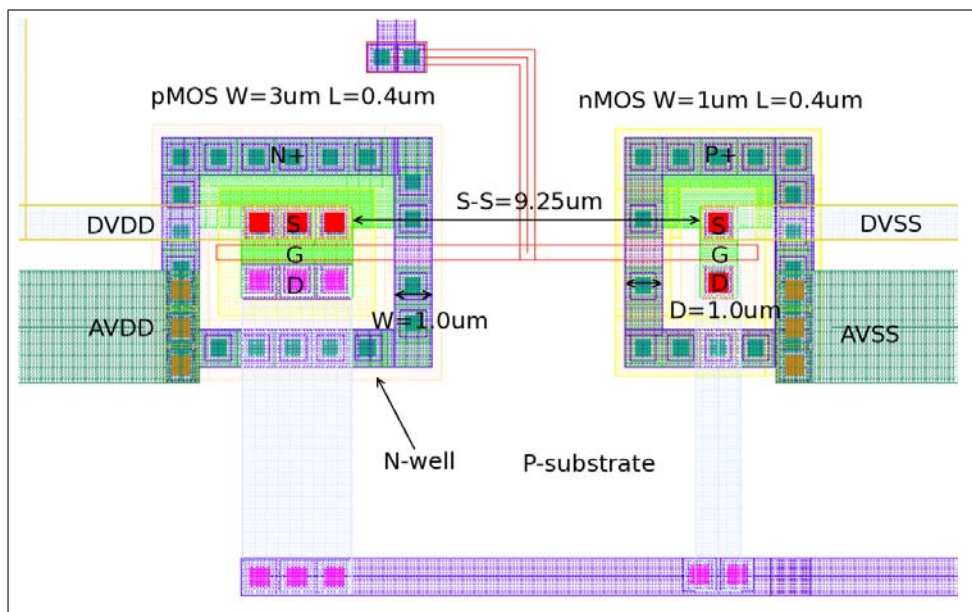 pMOS W=3um L=0.4um
nMOS W=1um L=0.4um
N+
P+
S-S=9.25um
DVDD
S
S
DVSS
G
G
D
D
AVDD
W=1.0um
D=1.0um
AVSS
N-well
P-substrate